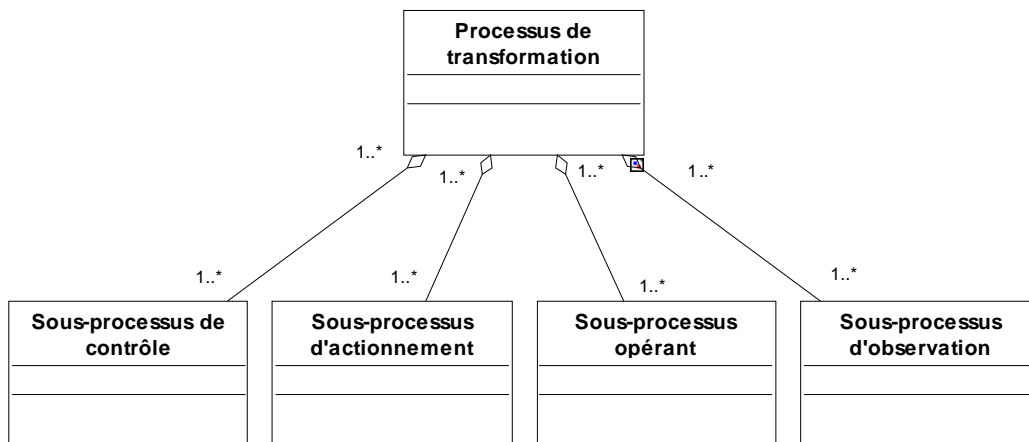 Processus de
transformation
1..*
1..*
1..*
1..*
1..*
1..*
1..*
1..*
Sous-processus de
contrôle
Sous-processus
d'actionnement
Sous-processus
opérant
Sous-processus
d'observation